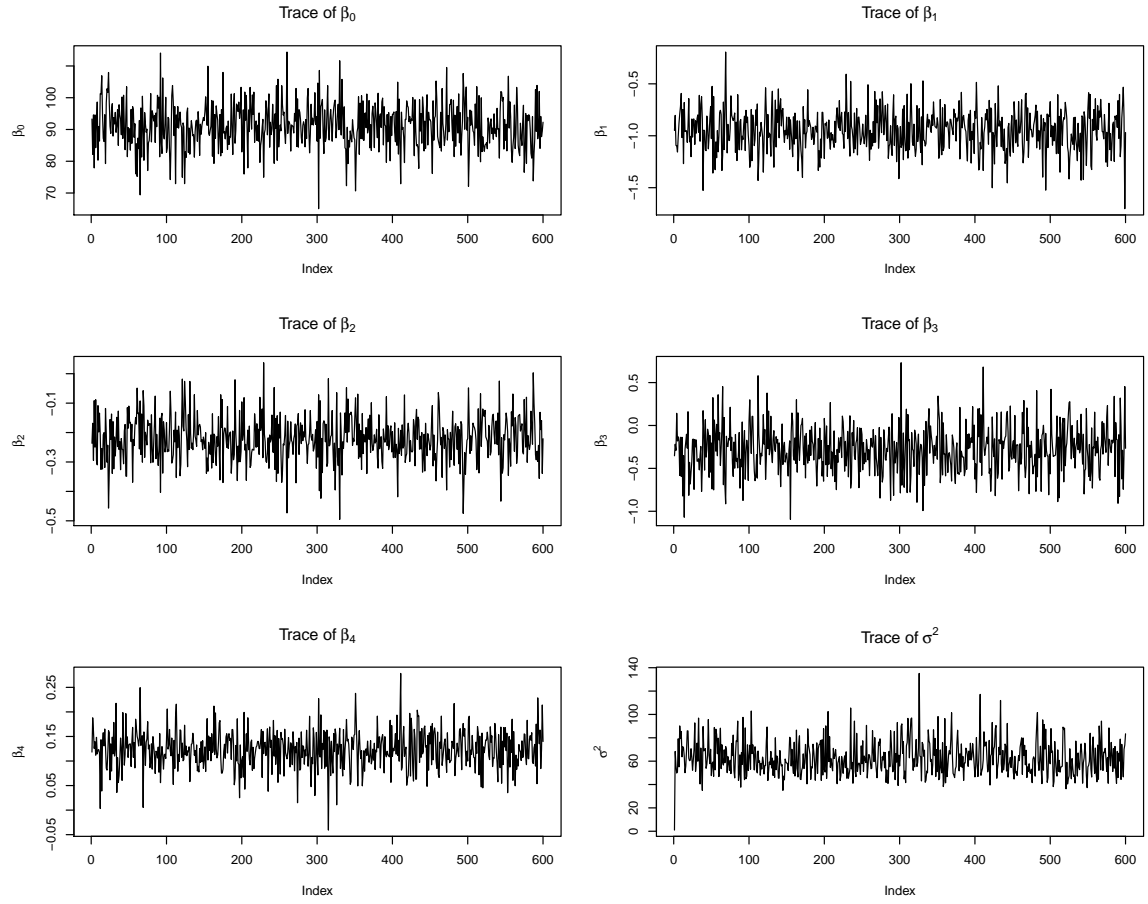 Trace of β0
β0
70 80 90 100
0 100 200 300 400 500 600
Index
Trace of β1
β1
−1.5 −1.0 −0.5
0 100 200 300 400 500 600
Index
Trace of β2
β2
−0.5 −0.3 −0.1
0 100 200 300 400 500 600
Index
Trace of β3
β3
−1.0 −0.5 0.0 0.5
0 100 200 300 400 500 600
Index
Trace of β4
β4
−0.05 0.05 0.15 0.25
0 100 200 300 400 500 600
Index
Trace of σ²
σ²
0 20 60 100 140
0 100 200 300 400 500 600
Index